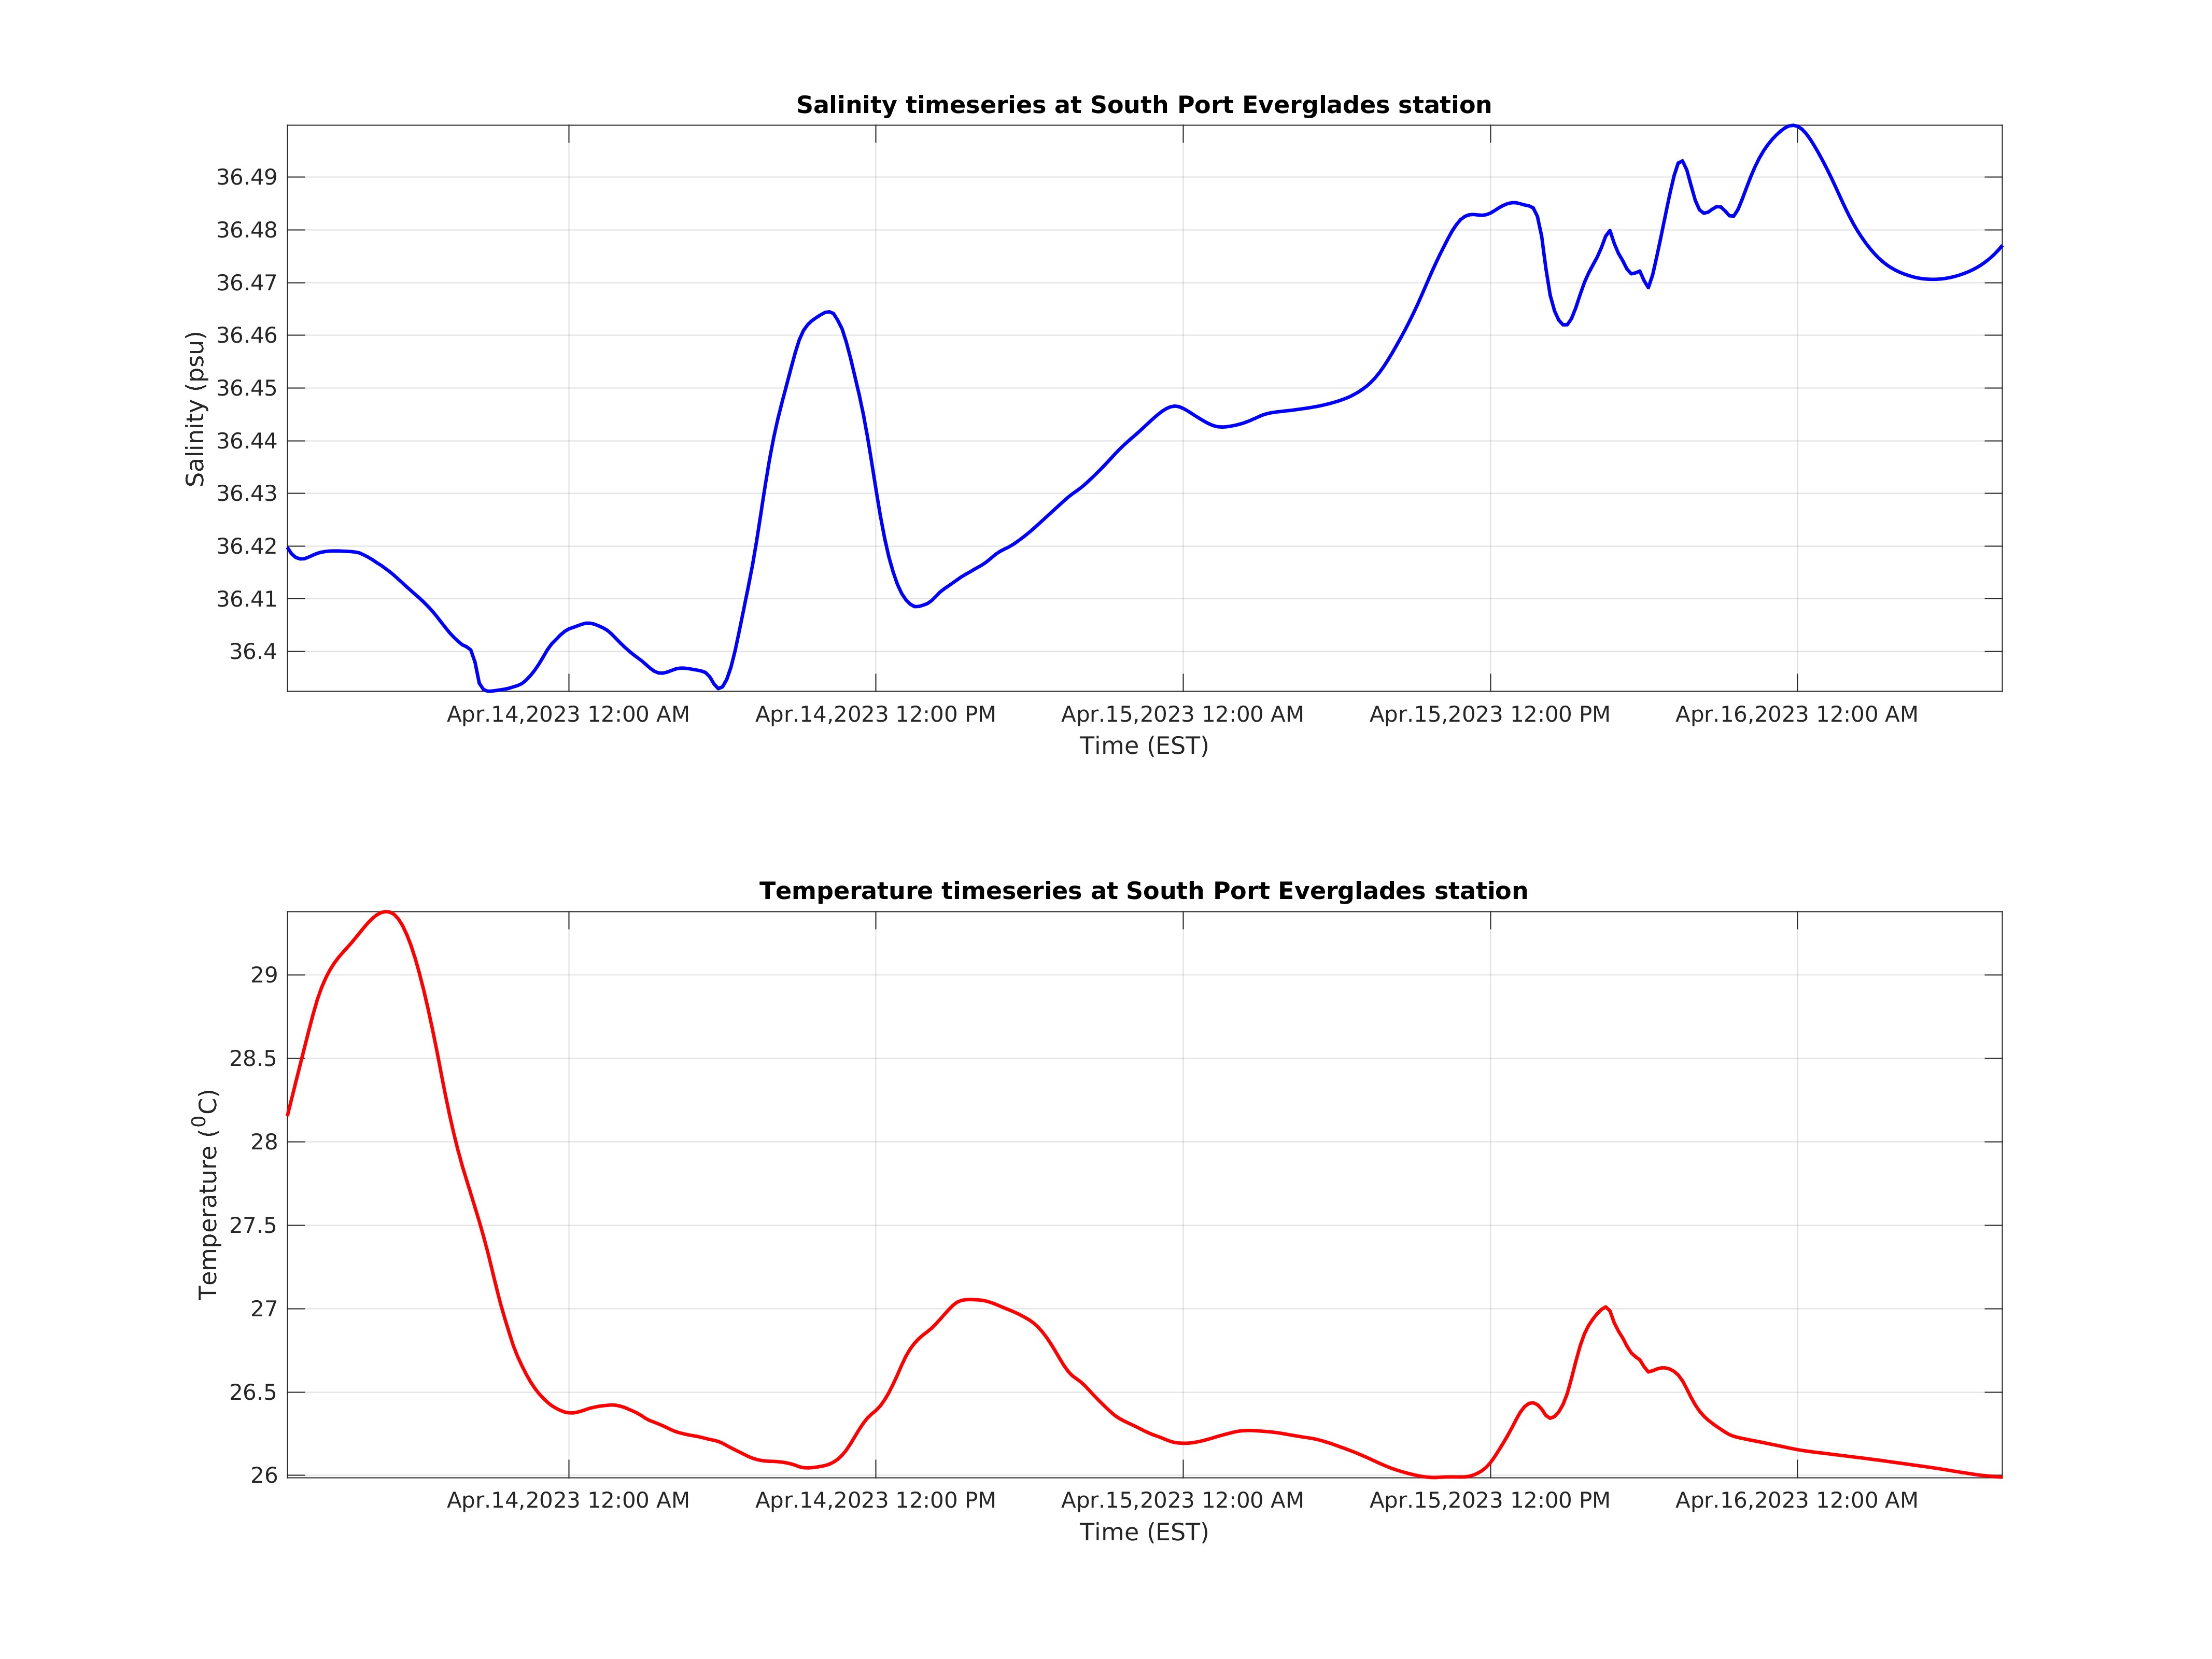 Salinity timeseries at South Port Everglades station
Salinity (psu)
36.49
36.48
36.47
36.46
36.45
36.44
36.43
36.42
36.41
36.4
Apr.14,2023 12:00 AM Apr.14,2023 12:00 PM Apr.15,2023 12:00 AM Apr.15,2023 12:00 PM Apr.16,2023 12:00 AM
Time (EST)
Temperature timeseries at South Port Everglades station
Temperature (⁰C)
29
28.5
28
27.5
27
26.5
26
Apr.14,2023 12:00 AM Apr.14,2023 12:00 PM Apr.15,2023 12:00 AM Apr.15,2023 12:00 PM Apr.16,2023 12:00 AM
Time (EST)